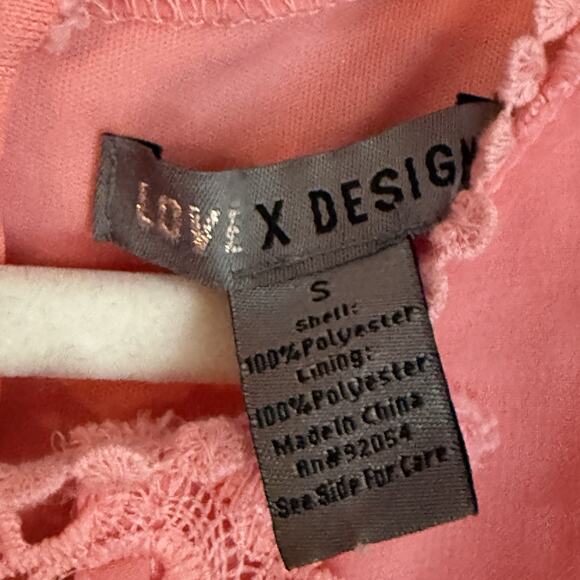 LOVE X DESIGN
S
Shell:
100%Polyester
Lining:
100%Polyester
Made In China
Rn#92054
See Side For Care